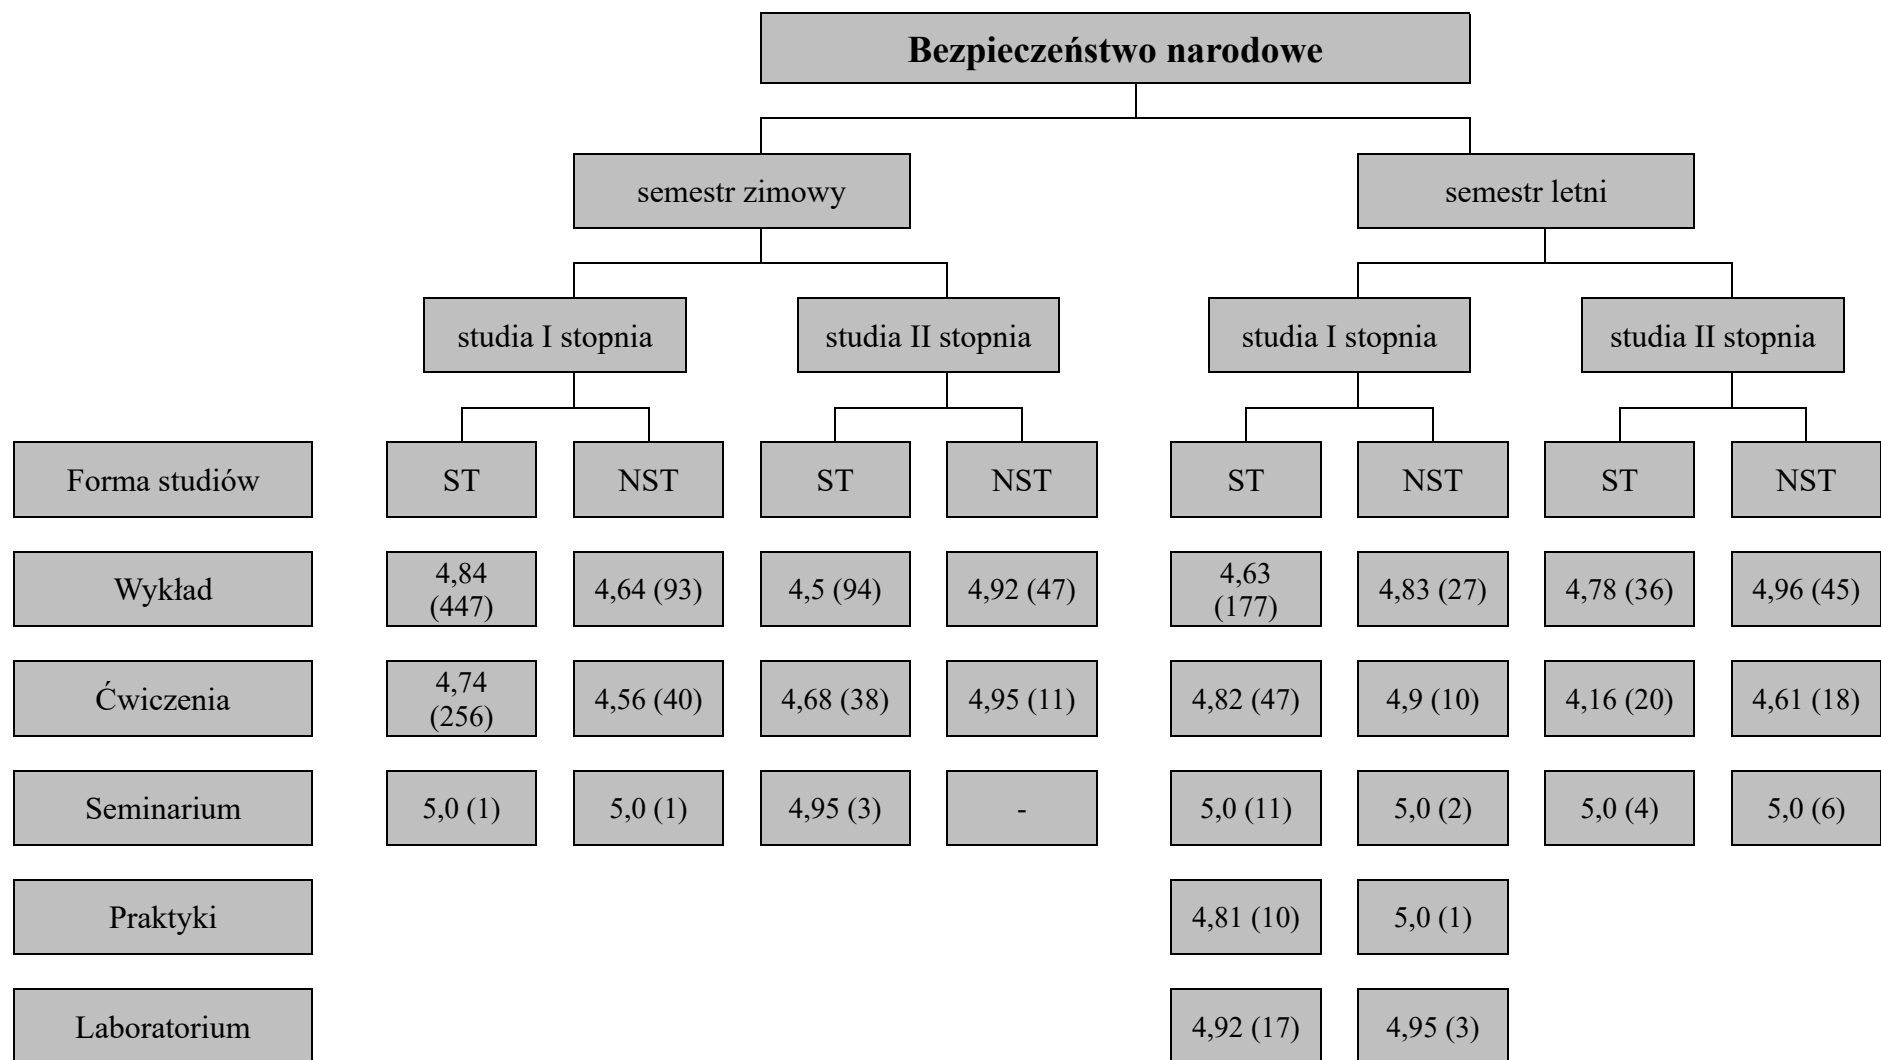 Bezpieczeństwo narodowe
semestr zimowy
semestr letni
studia I stopnia
studia II stopnia
studia I stopnia
studia II stopnia
Forma studiów
ST
NST
ST
NST
ST
NST
ST
NST
Wykład
4,84
(447)
4,64 (93)
4,5 (94)
4,92 (47)
4,63
(177)
4,83 (27)
4,78 (36)
4,96 (45)
Ćwiczenia
4,74
(256)
4,56 (40)
4,68 (38)
4,95 (11)
4,82 (47)
4,9 (10)
4,16 (20)
4,61 (18)
Seminarium
5,0 (1)
5,0 (1)
4,95 (3)
-
5,0 (11)
5,0 (2)
5,0 (4)
5,0 (6)
Praktyki
4,81 (10)
5,0 (1)
Laboratorium
4,92 (17)
4,95 (3)